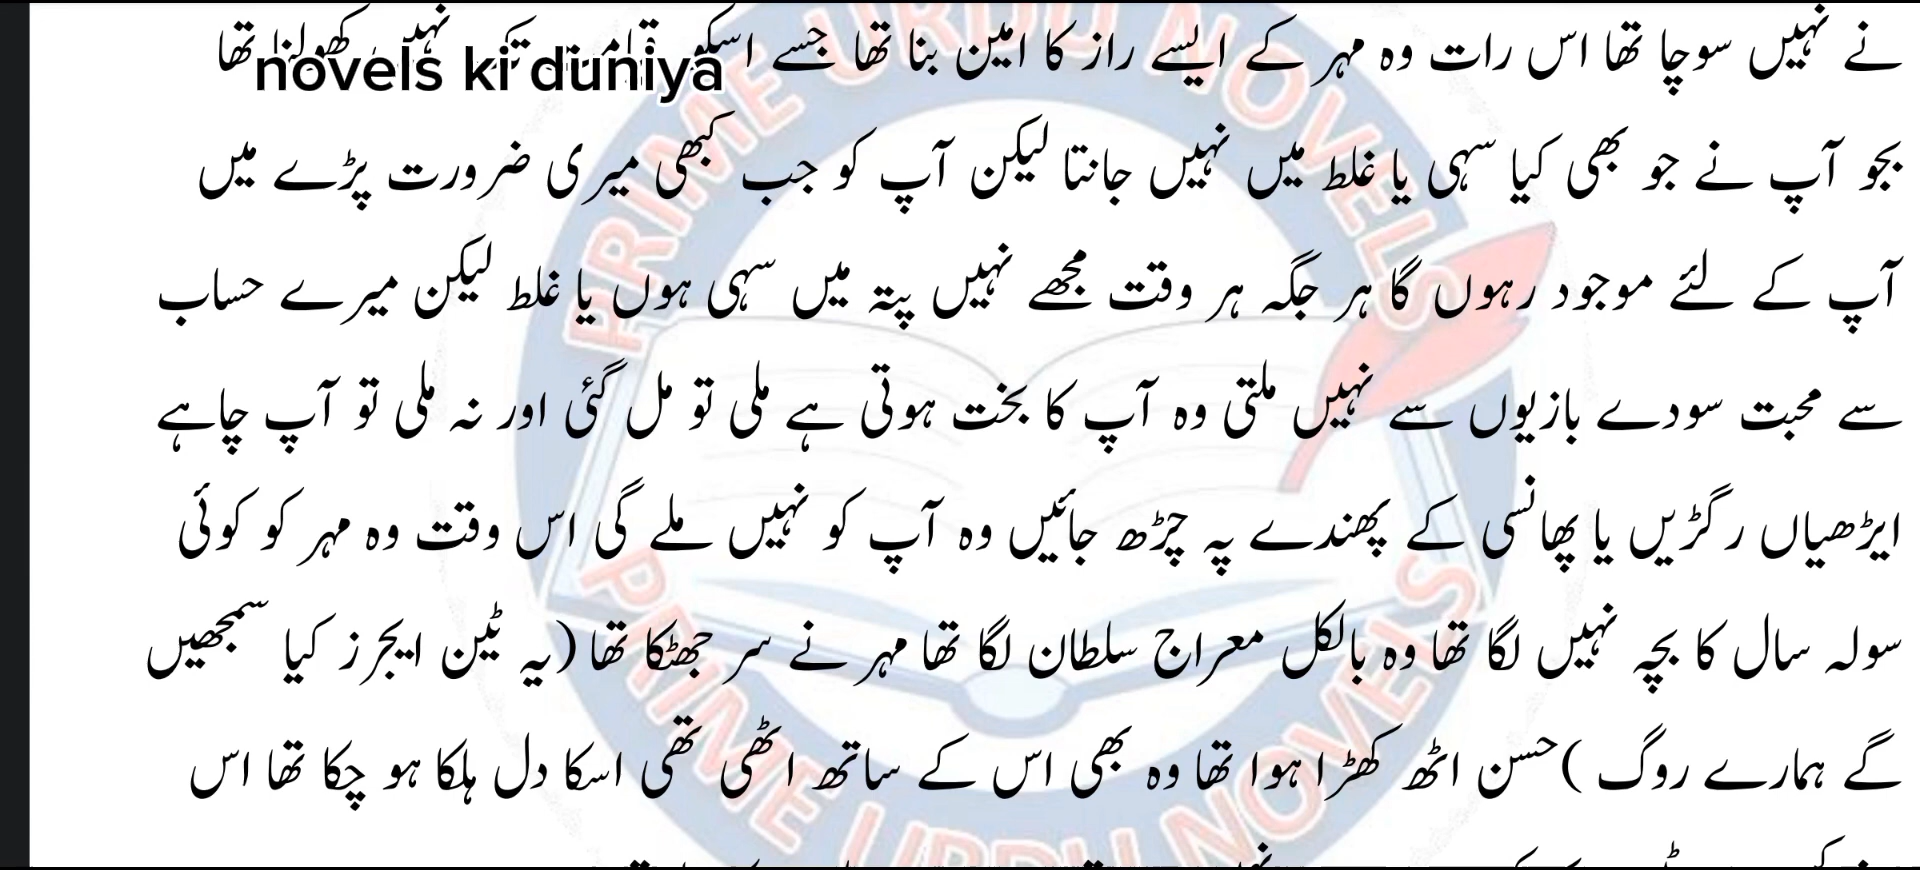 نے نہیں سوچا تھا اس رات وہ مہر کے ایسے راز کا امین بنا تھا جسے اسکو قیامت تک نہیں کھولنا تھا
novels ki duniya
بجو آپ نے جو بھی کیا سہی یا غلط میں نہیں جانتا لیکن آپ کو جب کبھی میری ضرورت پڑے میں
آپ کے لئے موجود رہوں گا ہر جگہ ہر وقت مجھے نہیں پتہ میں سہی ہوں یا غلط لیکن میرے حساب
سے محبت سودے بازیوں سے نہیں ملتی وہ آپ کا بخت ہوتی ہے ملی تو مل گئی اور نہ ملی تو آپ چاہے
ایڑھیاں رگڑیں یا پھانسی کے پھندے پہ چڑھ جائیں وہ آپ کو نہیں ملے گی اس وقت وہ مہر کو کوئی
سولہ سال کا بچہ نہیں لگا تھا وہ بالکل معراج سلطان لگا تھا مہر نے سر جھٹکا تھا (یہ ٹین ایجرز کیا سمجھیں
گے ہمارے روگ )حسن اٹھ کھڑا ہوا تھا وہ بھی اس کے ساتھ اٹھی تھی اسکا دل ہلکا ہو چکا تھا اس
PRIME URDU NOVELS
PRIME URDU NOVELS